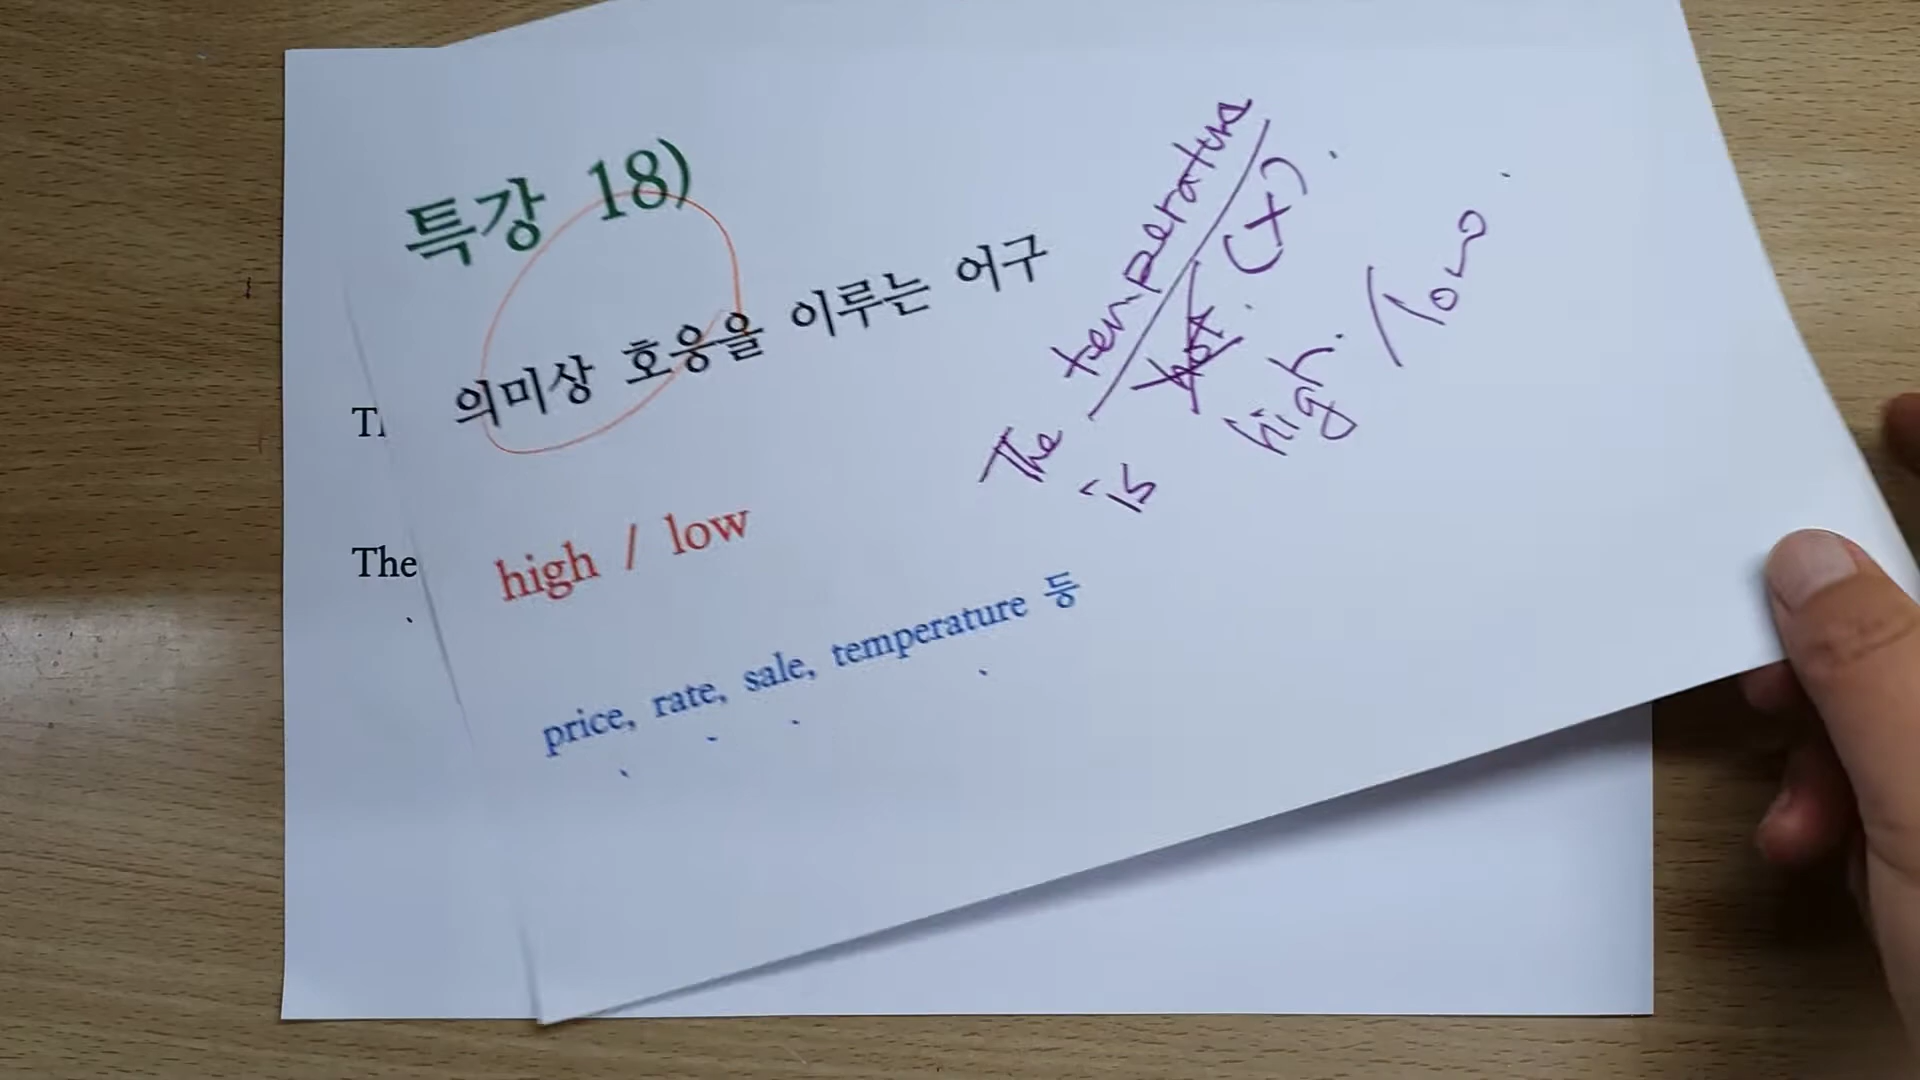 특강 18)
의미상 호응을 이루는 어구
high / low
price, rate, sale, temperature 등
The temperature
is hot. (X).
high. / low.
The